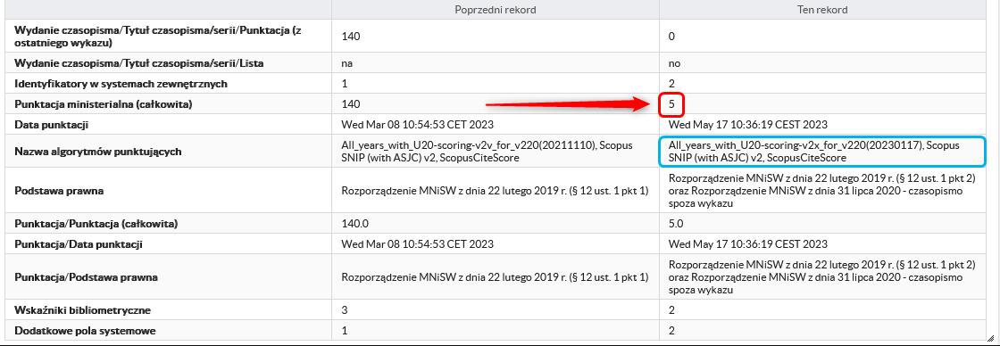 Poprzedni rekord Ten rekord
Wydanie czasopisma/Tytuł czasopisma/serii/Punktacja (z
ostatniego wykazu) 140 0
Wydanie czasopisma/Tytuł czasopisma/serii/Lista na no
Identyfikatory w systemach zewnętrznych 1 2
Punktacja ministerialna (całkowita) 140 5
Data punktacji Wed Mar 08 10:54:53 CET 2023 Wed May 17 10:36:19 CEST 2023
Nazwa algorytmów punktujących
All_years_with_U20-scoring-v2v_for_v220(20211110), Scopus
SNIP (with ASJC) v2, ScopusCiteScore
All_years_with_U20-scoring-v2x_for_v220(20230117), Scopus
SNIP (with ASJC) v2, ScopusCiteScore
Podstawa prawna
Rozporządzenie MNiSW z dnia 22 lutego 2019 r. (§ 12 ust. 1 pkt 1)
Rozporządzenie MNiSW z dnia 22 lutego 2019 r. (§ 12 ust. 1 pkt 2)
oraz Rozporządzenie MNiSW z dnia 31 lipca 2020 - czasopismo
spoza wykazu
Punktacja/Punktacja (całkowita) 140.0 5.0
Punktacja/Data punktacji Wed Mar 08 10:54:53 CET 2023 Wed May 17 10:36:19 CEST 2023
Punktacja/Podstawa prawna
Rozporządzenie MNiSW z dnia 22 lutego 2019 r. (§ 12 ust. 1 pkt 1)
Rozporządzenie MNiSW z dnia 22 lutego 2019 r. (§ 12 ust. 1 pkt 2)
oraz Rozporządzenie MNiSW z dnia 31 lipca 2020 - czasopismo
spoza wykazu
Wskaźniki bibliometryczne 3 2
Dodatkowe pola systemowe 1 2